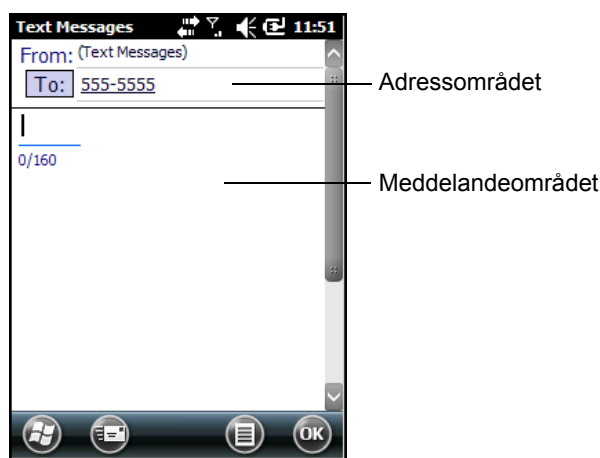 Text Messages 11:51
From: (Text Messages)
To: 555-5555
Adressområdet
0/160
Meddelandeområdet
OK